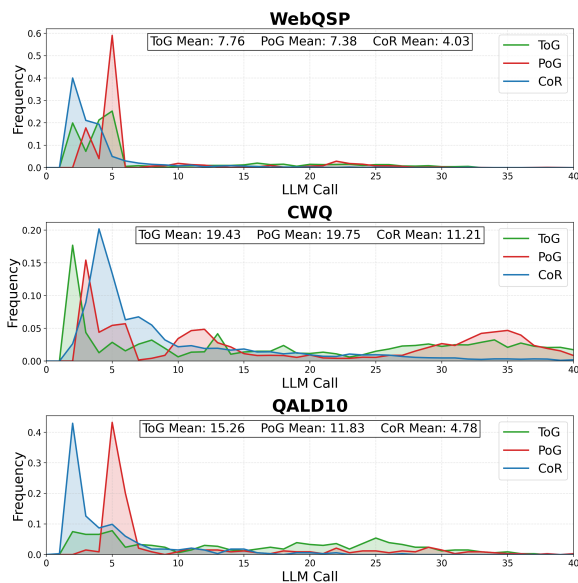 WebQSP
ToG Mean: 7.76 PoG Mean: 7.38 CoR Mean: 4.03
ToG
PoG
CoR
Frequency
0.6
0.5
0.4
0.3
0.2
0.1
0.0
0 5 10 15 20 25 30 35 40
LLM Call
CWQ
ToG Mean: 19.43 PoG Mean: 19.75 CoR Mean: 11.21
ToG
PoG
CoR
Frequency
0.20
0.15
0.10
0.05
0.00
0 5 10 15 20 25 30 35 40
LLM Call
QALD10
ToG Mean: 15.26 PoG Mean: 11.83 CoR Mean: 4.78
ToG
PoG
CoR
Frequency
0.4
0.3
0.2
0.1
0.0
0 5 10 15 20 25 30 35 40
LLM Call